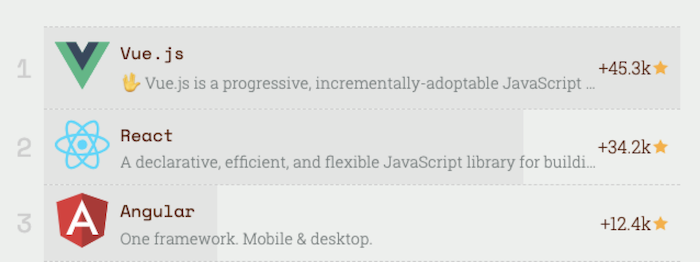 1
Vue.js
🖖 Vue.js is a progressive, incrementally-adoptable JavaScript ...
+45.3k★
2
React
A declarative, efficient, and flexible JavaScript library for buildi...
+34.2k★
3
Angular
One framework. Mobile & desktop.
+12.4k★